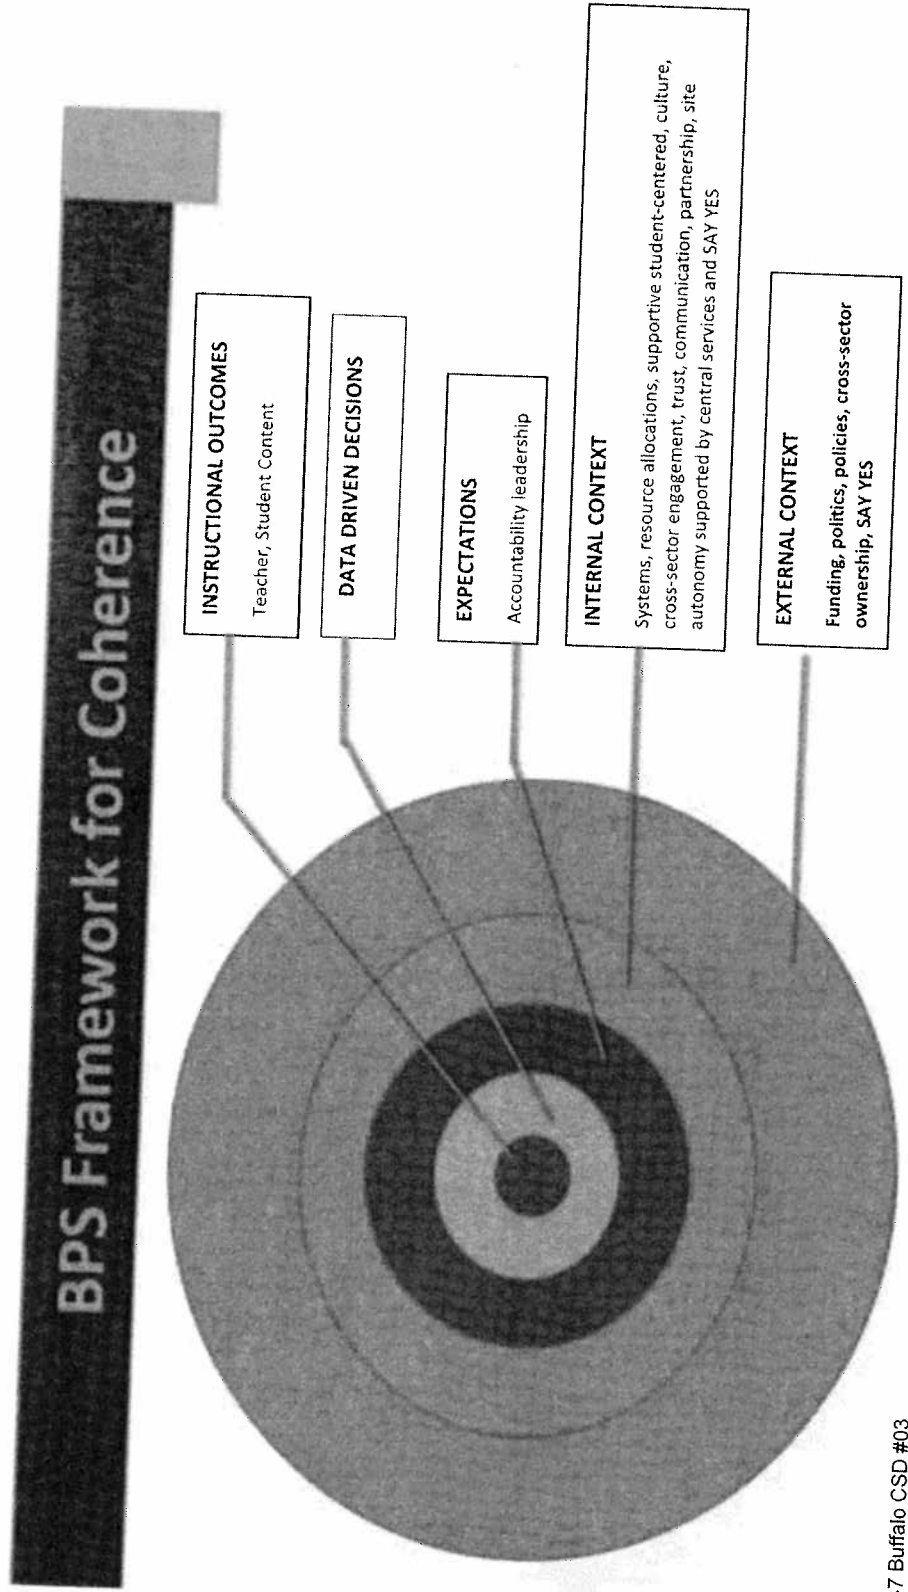 BPS Framework for Coherence
INSTRUCTIONAL OUTCOMES
Teacher, Student Content
DATA DRIVEN DECISIONS
EXPECTATIONS
Accountability leadership
INTERNAL CONTEXT
Systems, resource allocations, supportive student-centered, culture,
cross-sector engagement, trust, communication, partnership, site
autonomy supported by central services and SAY YES
EXTERNAL CONTEXT
Funding, politics, policies, cross-sector
ownership, SAY YES
7 Buffalo CSD #03